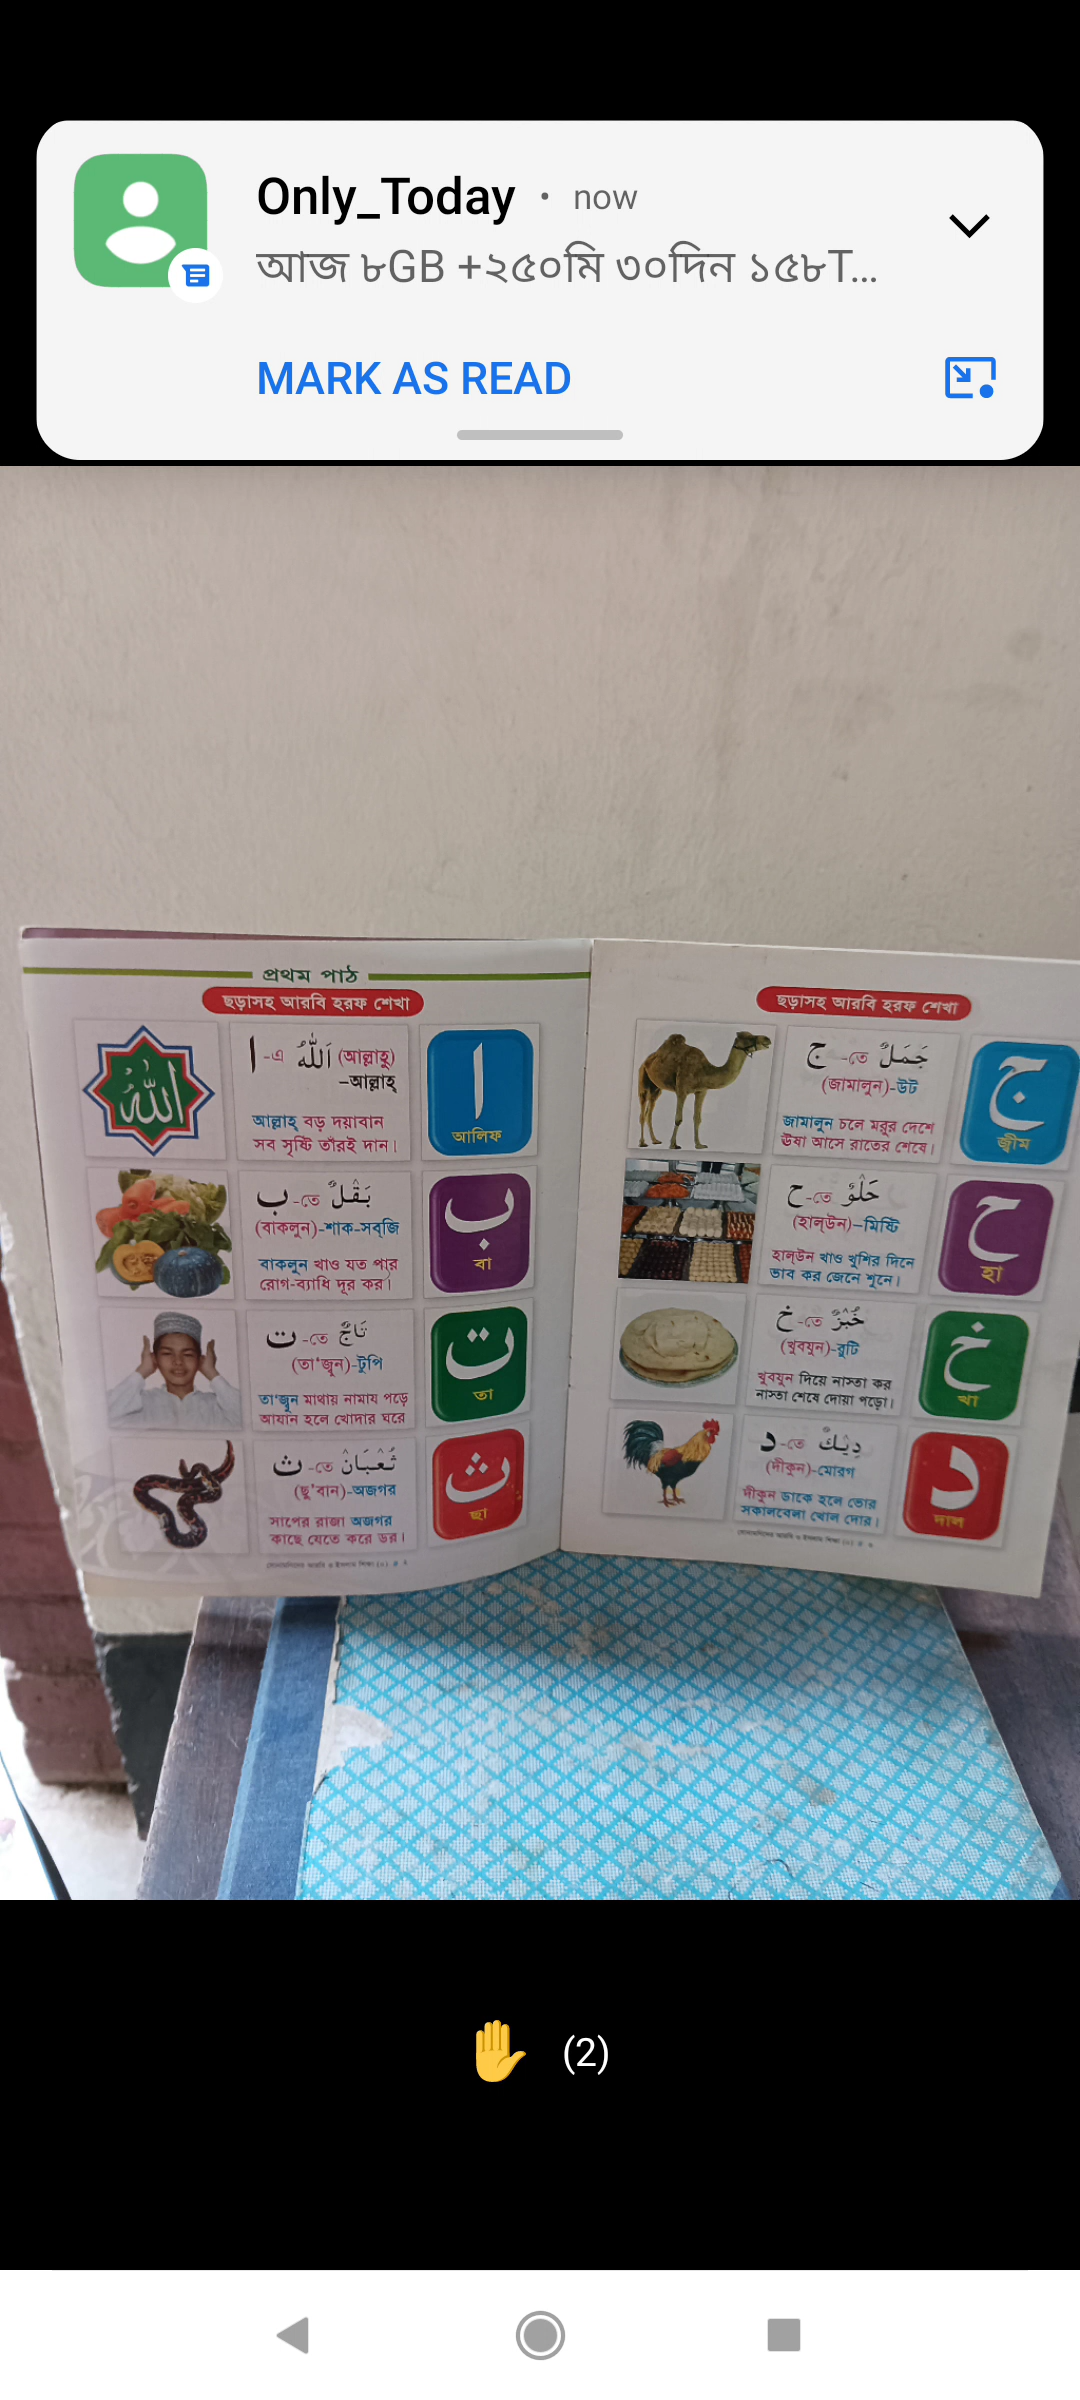 Only_Today • now
আজ ৮GB +২৫০মি ৩০দিন ১৫৮T...
MARK AS READ
প্রথম পাঠ
ছড়াসহ আরবি হরফ শেখা
الله
ا -এ اَللّٰهُ (আল্লাহু)
–আল্লাহ্
আল্লাহ্ বড় দয়াবান
সব সৃষ্টি তাঁরই দান।
ا
আলিফ
ب -তে بَقْلٌ
(বাকলুন)-শাক-সবজি
বাকলুন খাও যত পার
রোগ-ব্যাধি দূর কর।
ب
বা
ت -তে تَاجٌ
(তা'জুন)-টুপি
তা'জুন মাথায় নামায পড়ে
আযান হলে খোদার ঘরে
ت
তা
ث -তে ثُعْبَانٌ
(ছু'বান)-অজগর
সাপের রাজা অজগর
কাছে যেতে করে ডর।
ث
ছা
ছড়াসহ আরবি হরফ শেখা
ج -তে جَمَلٌ
(জামালুন)-উট
জামালুন চলে মরুর দেশে
ঊষা আসে রাতের শেষে।
ج
জ্বীম
ح -তে حَلْوٌ
(হাল্উন)–মিষ্টি
হাল্উন খাও খুশির দিনে
ভাব কর জেনে শুনে।
ح
হা
خ -তে خُبْزٌ
(খুবযুন)-রুটি
খুবযুন দিয়ে নাস্তা কর
নাস্তা শেষে দোয়া পড়ো।
خ
খা
د -তে دِيْكٌ
(দীকুন)-মোরগ
দীকুন ডাকে হলে ভোর
সকালবেলা খোল দোর।
د
দাল
(2)